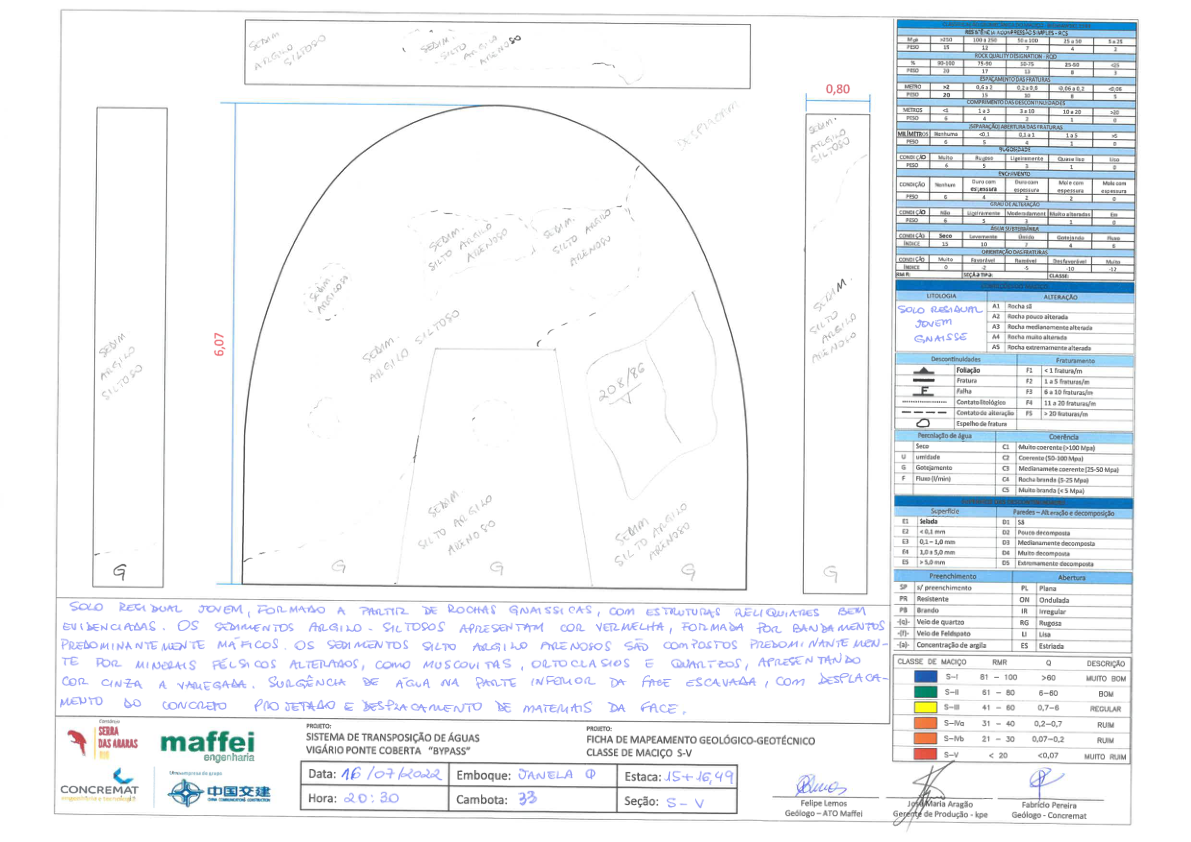 SEDIM
ARGILO
SILTOSO
SEDIM.
SILTO ARGILO
ARENOSO
0,80
DESPLACAM
SEDIM.
ARGILO
SILTOSO
6,07
SEDIM.
SILTO ARGILO
ARENOSO
SEDIM.
SILTO ARGILO
ARENOSO
SEDIM.
ARGILOSO
SEDIM.
ARGILO SILTOSO
SEDIM.
SILTO
ARGILO
ARENOSO
SEDIM.
ARGILO
SILTOSO
208/86
SEDIM
SILTO ARGILO
ARENOSO
SEDIM.
SILTO ARGILO
ARENOSO
G
G
G
G
G
SOLO RESIDUAL JOVEM, FORMADO A PARTIR DE ROCHAS GNAISSICAS, COM ESTRUTURAS RELIQUIARES BEM
EVIDENCIADAS. OS SEDIMENTOS ARGILO-SILTOSOS APRESENTAM COR VERMELHA, FORMADA POR BANDAMENTOS
PREDOMINANTEMENTE MÁFICOS. OS SEDIMENTOS SILTO ARGILO ARENOSOS SÃO COMPOSTOS PREDOMINANTEMEN-
TE POR MINERAIS FÉLSICOS ALTERADOS, COMO MUSCOVITAS, ORTOCLASIOS E QUARTZOS, APRESENTANDO
COR CINZA A VARIEGADA. SURGÊNCIA DE ÁGUA NA PARTE INFERIOR DA FACE ESCAVADA, COM DESPLACA-
MENTO DO CONCRETO PROJETADO E DESPLACAMENTO DE MATERIAIS DA FACE.
RESISTÊNCIA A COMPRESSÃO SIMPLES - RCS
Mpa >250 100 a 250 50 a 100 25 a 50 5 a 25
PESO 15 12 7 4 2
ROCK QUALITY DESIGNATION - RQD
% 90-100 75-90 50-75 25-50 <25
PESO 20 17 13 8 3
ESPAÇAMENTO DAS FRATURAS
METRO >2 0,6 a 2 0,2 a 0,6 0,06 a 0,2 <0,06
PESO 20 15 10 8 5
COMPRIMENTO DAS DESCONTINUIDADES
METROS <1 1 a 3 3 a 10 10 a 20 >20
PESO 6 4 2 1 0
(SEPARAÇÃO) ABERTURA DAS FRATURAS
MILÍMETROS Nenhuma <0,1 0,1 a 1 1 a 5 >5
PESO 6 5 4 1 0
RUGOSIDADE
CONDIÇÃO Muito Rugoso Ligeiramente Quase liso Liso
PESO 6 5 3 1 0
ENCHIMENTO
CONDIÇÃO Nenhum Duro com espessura Duro com espessura Mole com espessura Mole com espessura
PESO 6 4 2 2 0
GRAU DE ALTERAÇÃO
CONDIÇÃO Não Ligeiramente Moderadament Muito alteradas Em
PESO 6 5 3 1 0
ÁGUA SUBTERRÂNEA
CONDIÇÃO Seco Levemente Úmido Gotejando Fluxo
ÍNDICE 15 10 7 4 0
ORIENTAÇÃO DAS FRATURAS
CONDIÇÃO Muito Favorável Razoável Desfavorável Muito
ÍNDICE 0 -2 -5 -10 -12
RMR: SEÇÃO TIPO: CLASSE:
LITOLOGIA ALTERAÇÃO
SOLO RESIDUAL
JOVEM
GNAISSE
A1 Rocha sã
A2 Rocha pouco alterada
A3 Rocha medianamente alterada
A4 Rocha muito alterada
A5 Rocha extremamente alterada
Descontinuidades Fraturamento
Foliação F1 < 1 fratura/m
Fratura F2 1 a 5 fraturas/m
F Falha F3 6 a 10 fraturas/m
Contato litológico F4 11 a 20 fraturas/m
Contato de alteração F5 > 20 fraturas/m
Espelho de fratura
Percolação de água Coerência
Seco C1 Muito coerente (>100 Mpa)
U umidade C2 Coerente (50-100 Mpa)
G Gotejamento C3 Medianamete coerente (25-50 Mpa)
F Fluxo (l/min) C4 Rocha branda (5-25 Mpa)
C5 Muito branda (< 5 Mpa)
Superfície Paredes – Alteração e decomposição
E1 Selada D1 Sã
E2 < 0,1 mm D2 Pouco decomposta
E3 0,1 – 1,0 mm D3 Medianamente decomposta
E4 1,0 a 5,0 mm D4 Muito decomposta
E5 > 5,0 mm D5 Extremamente decomposta
Preenchimento Abertura
SP s/ preenchimento PL Plana
PR Resistente ON Ondulada
PB Brando IR Irregular
-(q)- Veio de quartzo RG Rugosa
-(f)- Veio de Feldspato LI Lisa
-(a)- Concentração de argila ES Estriada
CLASSE DE MACIÇO RMR Q DESCRIÇÃO
S-I 81 – 100 >60 MUITO BOM
S-II 61 – 80 6-60 BOM
S-III 41 – 60 0,7-6 REGULAR
S-IVa 31 – 40 0,2-0,7 RUIM
S-IVb 21 – 30 0,07-0,2 RUIM
S-V < 20 <0,07 MUITO RUIM
Consórcio
SERRA
DAS ARARAS
maffei
engenharia
CONCREMAT
engenharia e tecnologia
Uma empresa do grupo
中国交建
CHINA COMMUNICATIONS CONSTRUCTION
PROJETO:
SISTEMA DE TRANSPOSIÇÃO DE ÁGUAS
VIGÁRIO PONTE COBERTA "BYPASS"
PROJETO:
FICHA DE MAPEAMENTO GEOLÓGICO-GEOTÉCNICO
CLASSE DE MACIÇO S-V
Data: 16/07/2022 Emboque: JANELA Φ Estaca: 15+16,49
Hora: 20:30 Cambota: 33 Seção: S-V
Felipe Lemos
Geólogo – ATO Maffei
José Maria Aragão
Gerente de Produção - kpe
Fabrício Pereira
Geólogo - Concremat